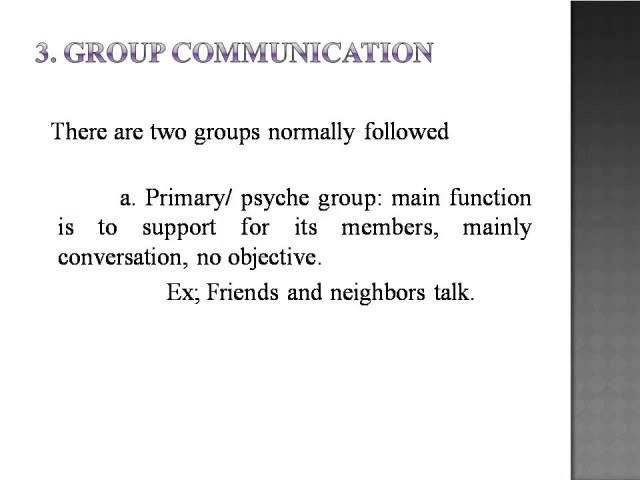 3. GROUP COMMUNICATION
There are two groups normally followed
a. Primary/ psyche group: main function
is to support for its members, mainly
conversation, no objective.
Ex; Friends and neighbors talk.